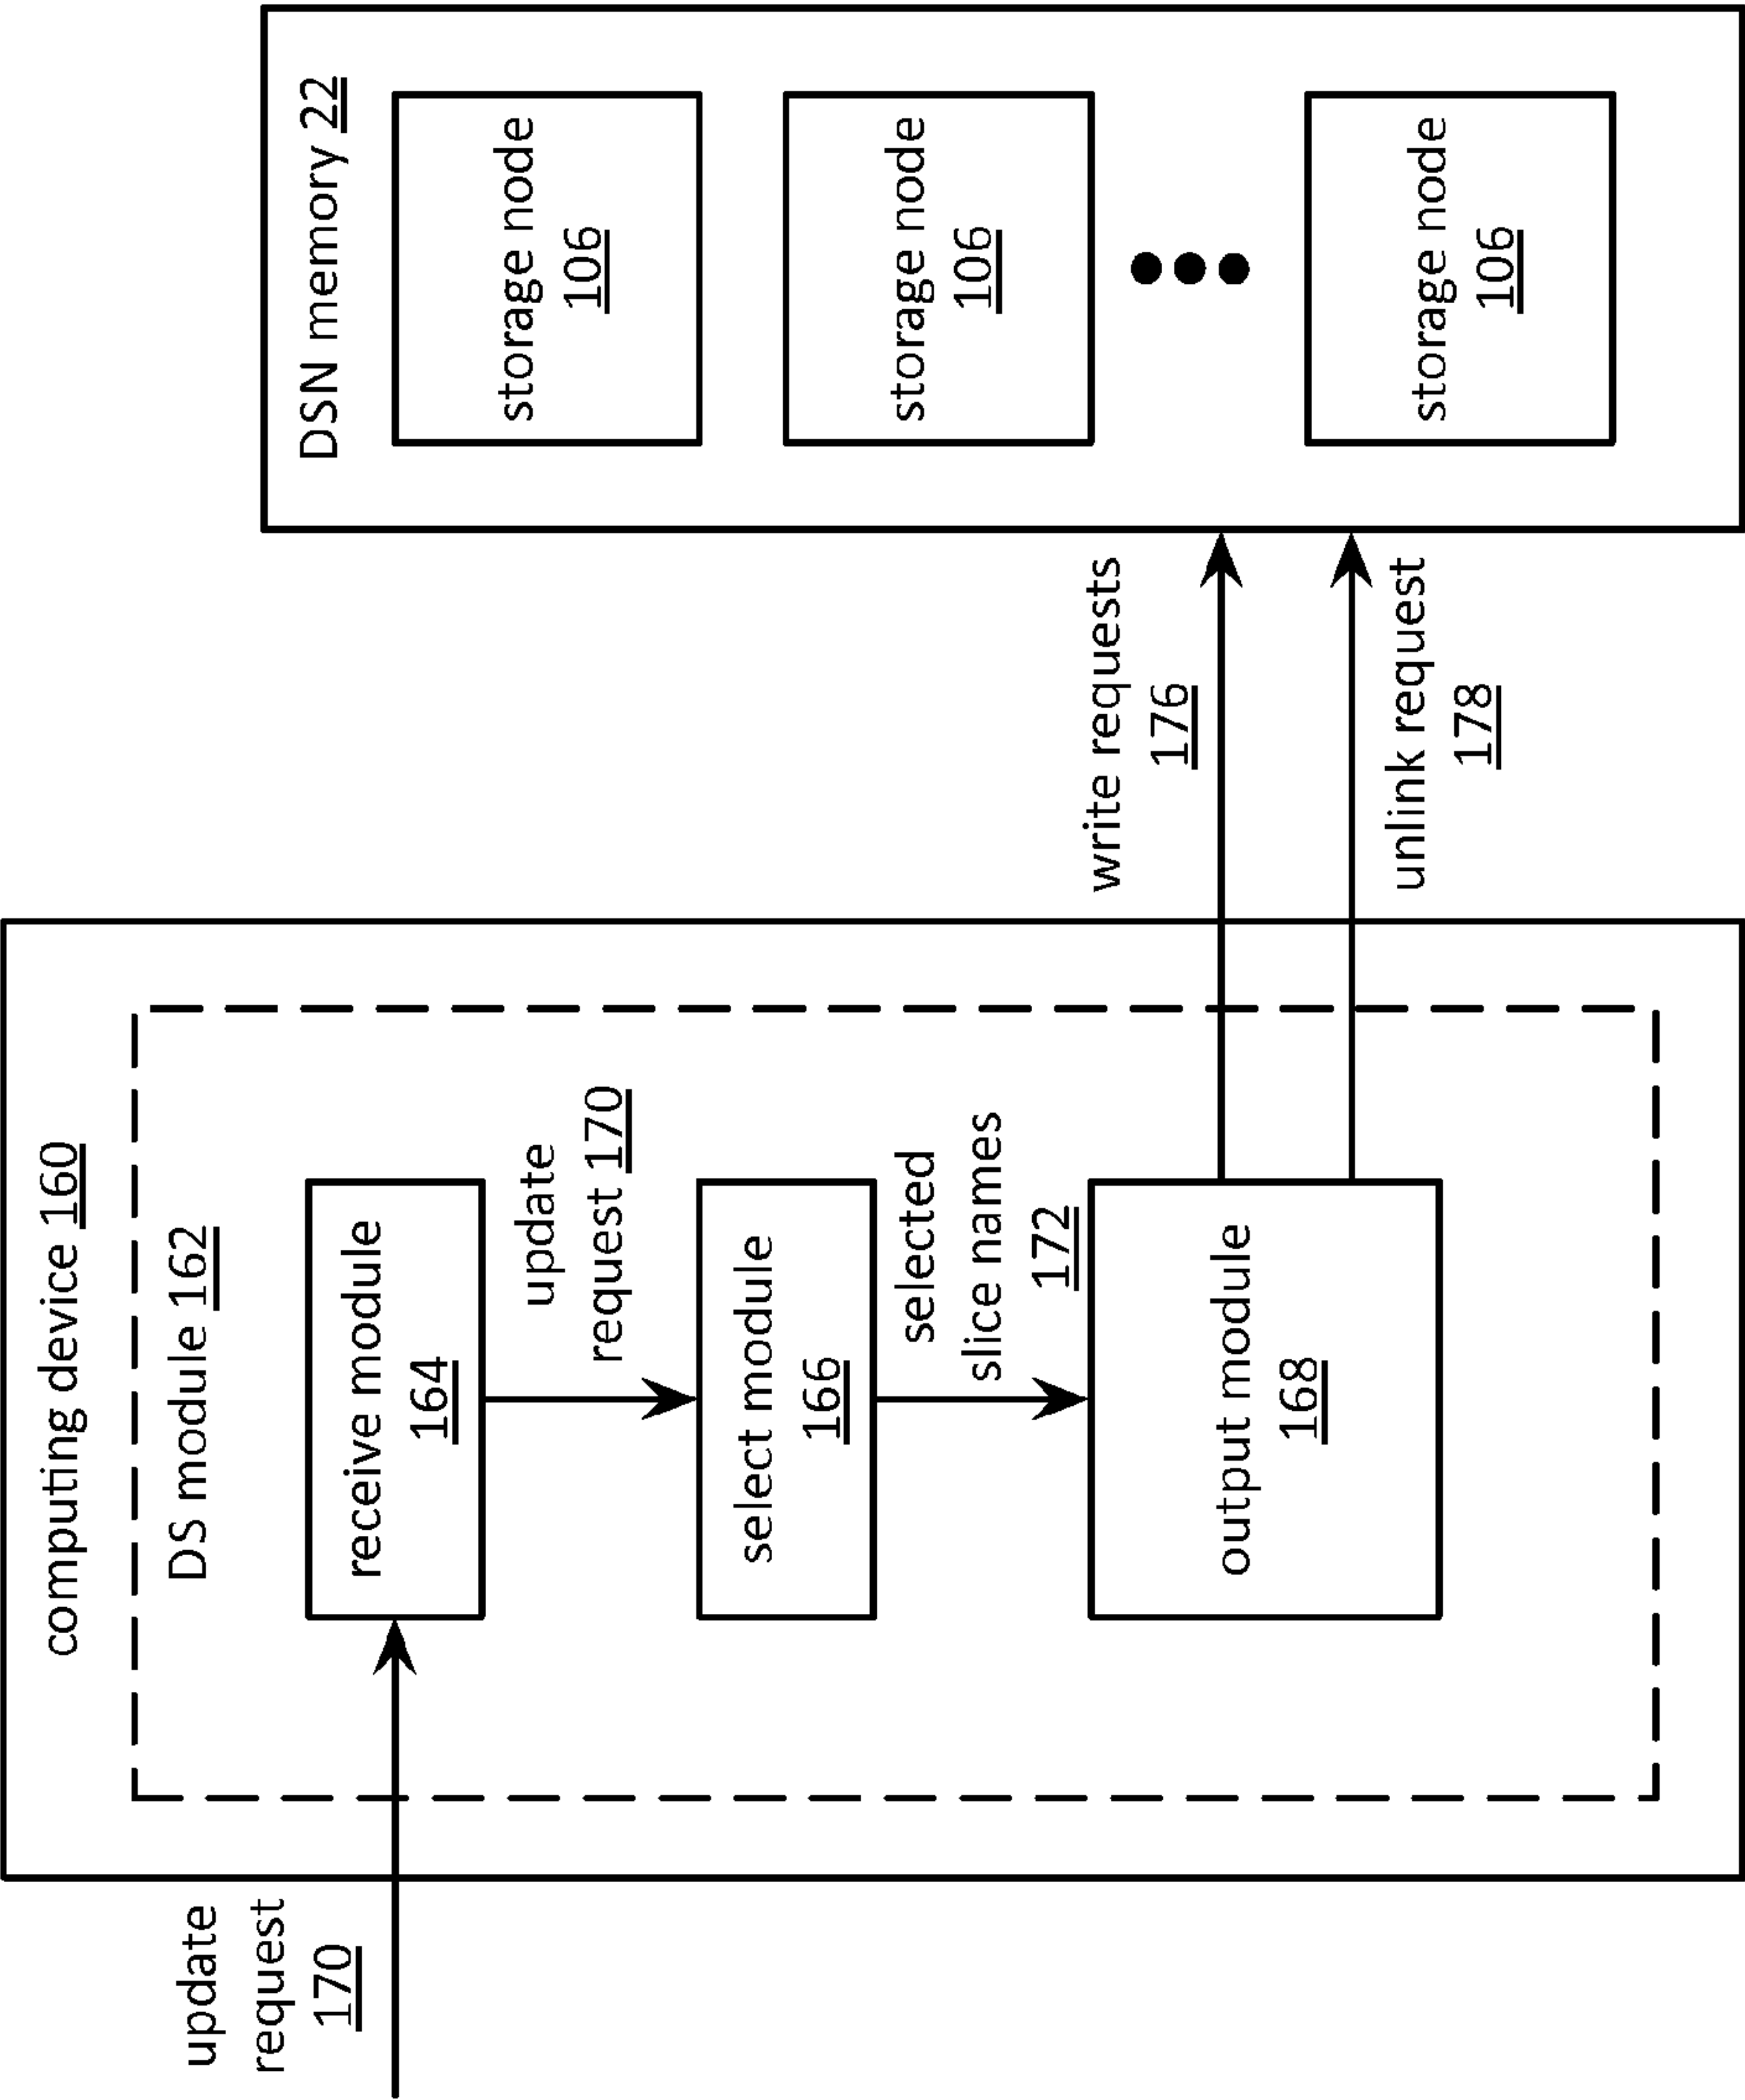 computing device 160
DS module 162
update
request
170
receive module
164
update
request 170
select module
166
selected
slice names
172
output module
168
write requests
176
unlink request
178
DSN memory 22
storage node
106
storage node
106
storage node
106